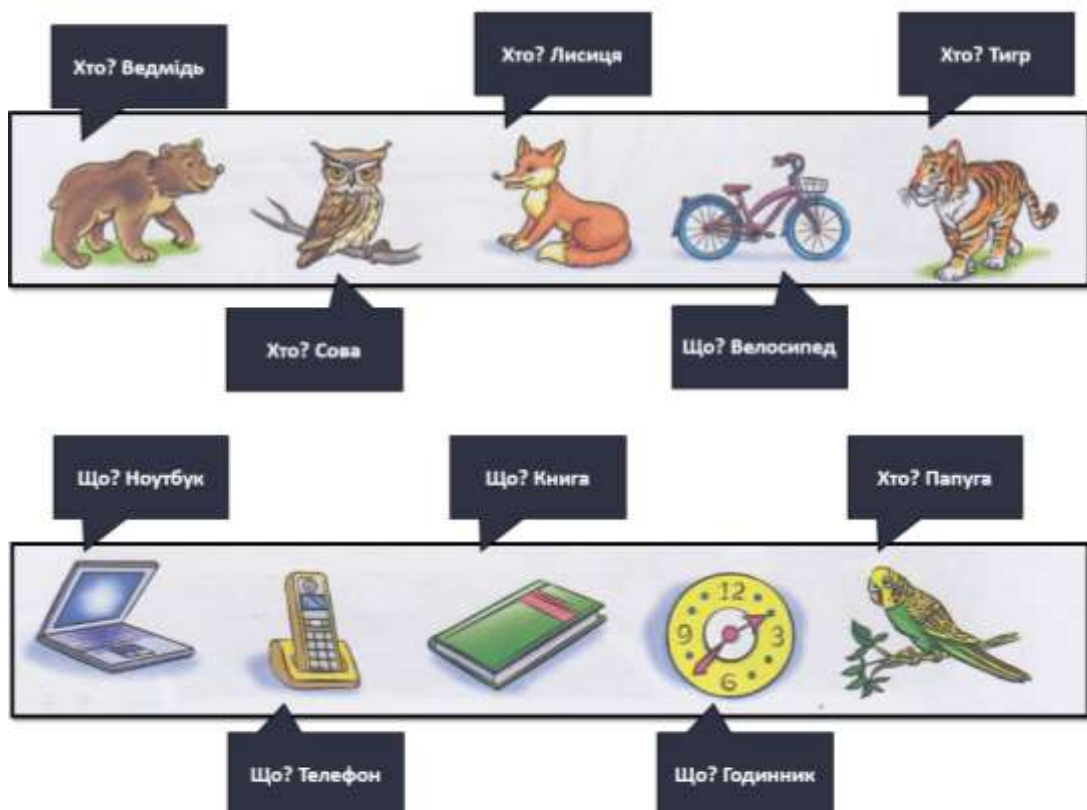 Хто? Ведмідь
Хто? Лисиця
Хто? Тигр
Хто? Сова
Що? Велосипед
Що? Ноутбук
Що? Книга
Хто? Папуга
12
9
3
6
Що? Телефон
Що? Годинник